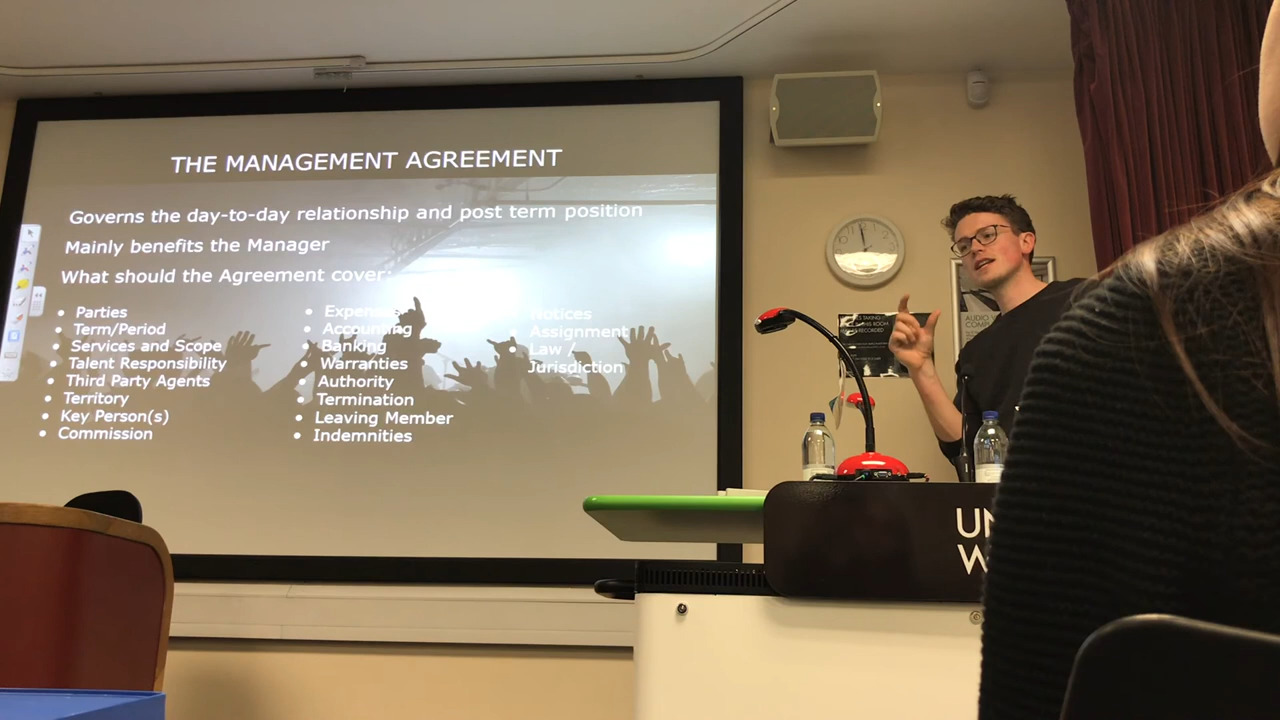 THE MANAGEMENT AGREEMENT
Governs the day-to-day relationship and post term position
Mainly benefits the Manager
What should the Agreement cover:
• Parties
• Term/Period
• Services and Scope
• Talent Responsibility
• Third Party Agents
• Territory
• Key Person(s)
• Commission
• Expenses
• Accounting
• Banking
• Warranties
• Authority
• Termination
• Leaving Member
• Indemnities
• Notices
• Assignment
• Law /
Jurisdiction
AUDIO
UN
W